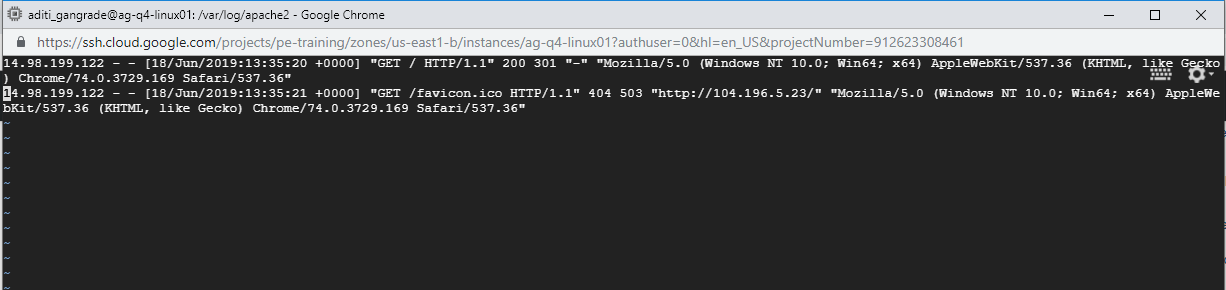 aditi_gangrade@ag-q4-linux01: /var/log/apache2 - Google Chrome
https://ssh.cloud.google.com/projects/pe-training/zones/us-east1-b/instances/ag-q4-linux01?authuser=0&hl=en_US&projectNumber=912623308461
14.98.199.122 - - [18/Jun/2019:13:35:20 +0000] "GET / HTTP/1.1" 200 301 "-" "Mozilla/5.0 (Windows NT 10.0; Win64; x64) AppleWebKit/537.36 (KHTML, like Gecko
) Chrome/74.0.3729.169 Safari/537.36"
14.98.199.122 - - [18/Jun/2019:13:35:21 +0000] "GET /favicon.ico HTTP/1.1" 404 503 "http://104.196.5.23/" "Mozilla/5.0 (Windows NT 10.0; Win64; x64) AppleWe
bKit/537.36 (KHTML, like Gecko) Chrome/74.0.3729.169 Safari/537.36"
~
~
~
~
~
~
~
~
~
~
~
~